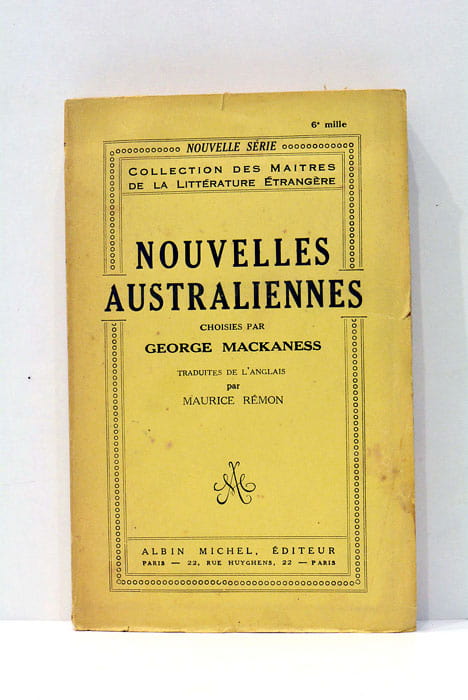 6e mille
NOUVELLE SÉRIE
COLLECTION DES MAITRES
DE LA LITTÉRATURE ÉTRANGÈRE
NOUVELLES
AUSTRALIENNES
CHOISIES PAR
GEORGE MACKANESS
TRADUITES DE L'ANGLAIS
par
MAURICE RÉMON
AM
ALBIN MICHEL, ÉDITEUR
PARIS — 22, RUE HUYGHENS, 22 — PARIS